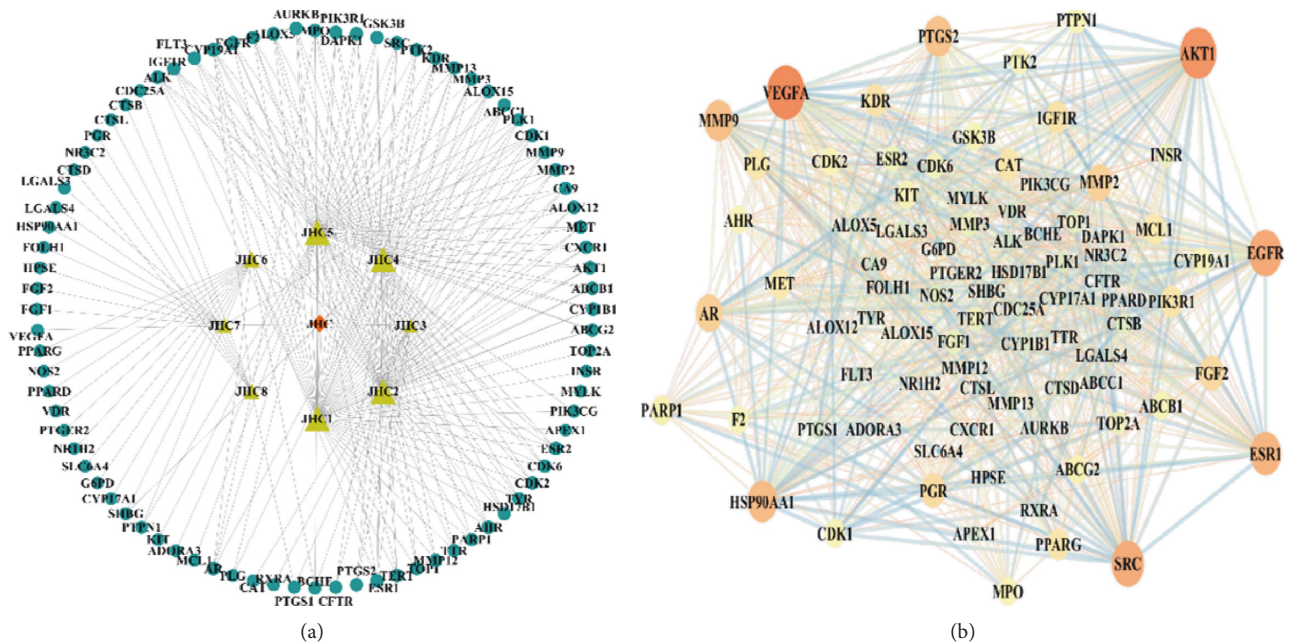 AURKB
MPO
PIK3R1
DAPK1
GSK3B
SRC
PTK2
KDR
MMP13
MMP3
ALOX15
ABCC1
PLK1
CDK1
MMP9
MMP2
CA9
ALOX12
MET
CXCR1
AKT1
ABCB1
CYP1B1
ABCG2
TOP2A
INSR
MYLK
PIK3CG
APEX1
ESR2
CDK6
CDK2
TYR
HSD17B1
AHR
PARP1
TTR
MMP12
TOP1
TERT
ESR1
PTGS2
CFTR
BCHE
PTGS1
RXRA
CAT
PLG
AR
MCL1
ADORA3
KIT
PTPN1
SHBG
CYP17A1
G6PD
SLC6A4
NR1H2
PTGER2
VDR
PPARD
NOS2
PPARG
VEGFA
FGF1
FGF2
HPSE
FOLH1
HSP90AA1
LGALS4
LGALS3
CTSD
NR3C2
PGR
CTSL
CTSB
CDC25A
ALK
IGF1R
FLT3
CYP19A1
EGFR
F2
ALOX5
JHC5
JHC6
JHC4
JHC7
JHC
JHC3
JHC8
JHC2
JHC1
(a)
PTPN1
PTGS2
AKT1
PTK2
VEGFA
KDR
MMP9
IGF1R
GSK3B
PLG
CDK2
ESR2
CDK6
CAT
INSR
PIK3CG
MMP2
KIT
MYLK
AHR
VDR
ALOX5
LGALS3
MMP3
TOP1
MCL1
BCHE
DAPK1
ALK
G6PD
EGFR
NR3C2
CA9
PLK1
CYP19A1
PTGER2
HSD17B1
MET
FOLH1
CFTR
SHBG
NOS2
CYP17A1
PPARD
PIK3R1
AR
CDC25A
TYR
TERT
CTSB
ALOX12
ALOX15
FGF1
CYP1B1
TTR
LGALS4
MMP12
FLT3
FGF2
NR1H2
CTSL
CTSD
ABCC1
MMP13
PARP1
ABCB1
F2
TOP2A
PTGS1
ADORA3
CXCR1
AURKB
SLC6A4
ESR1
ABCG2
HPSE
PGR
HSP90AA1
RXRA
CDK1
APEX1
PPARG
SRC
MPO
(b)